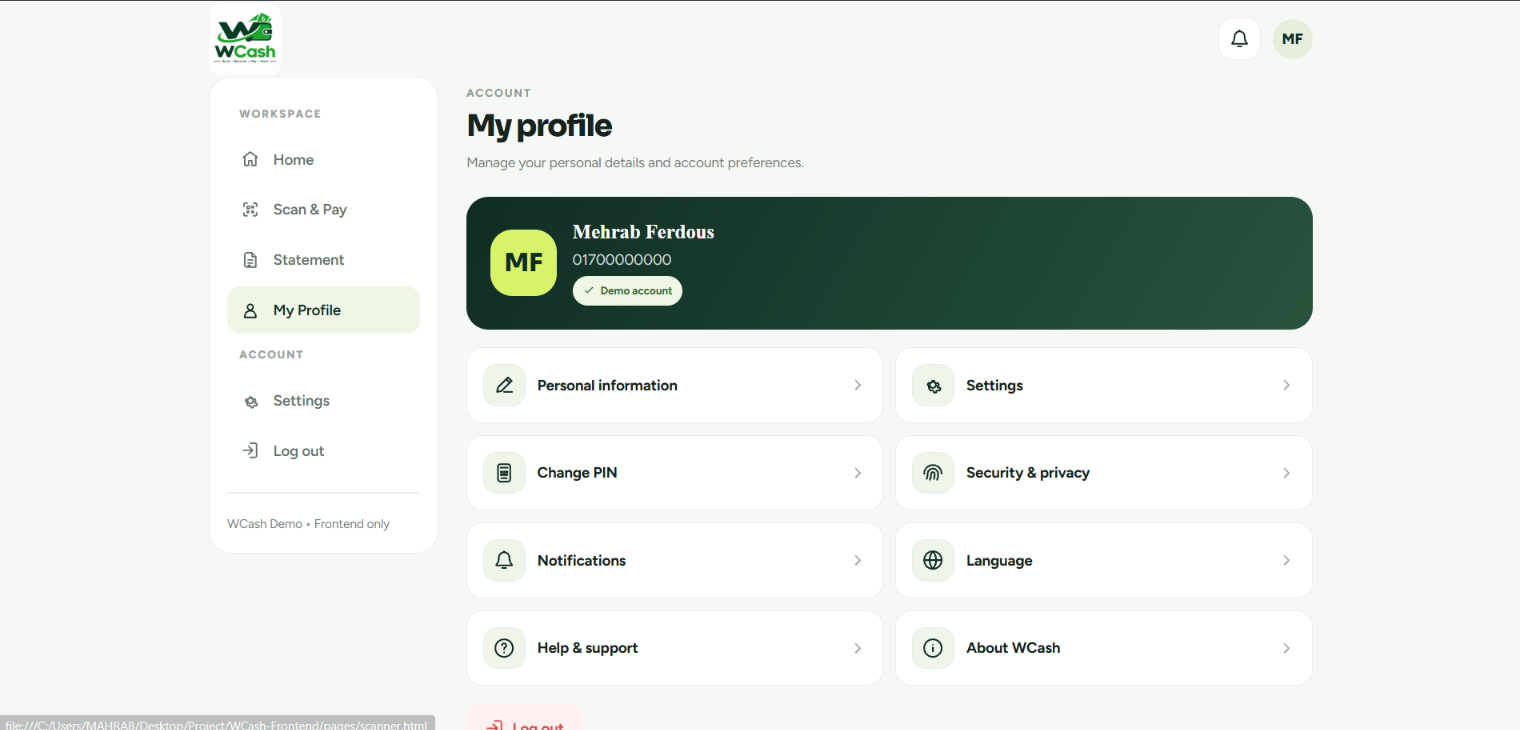 WCash
MF
WORKSPACE
Home
Scan & Pay
Statement
My Profile
ACCOUNT
Settings
Log out
WCash Demo • Frontend only
ACCOUNT
My profile
Manage your personal details and account preferences.
MF
Mehrab Ferdous
01700000000
Demo account
Personal information
Settings
Change PIN
Security & privacy
Notifications
Language
Help & support
About WCash
Log out
file:///C:/Users/MAHRAB/Desktop/Project/WCash-Frontend/pages/scanner.html